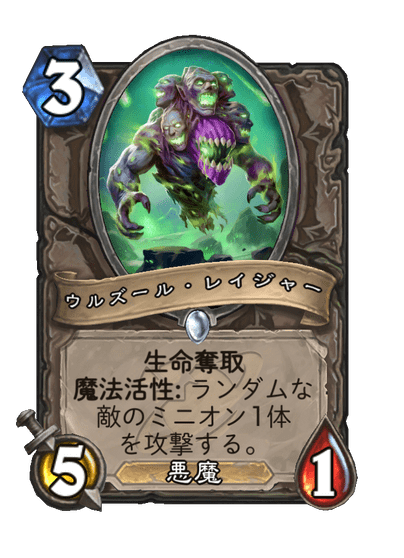 3
ウルズール・レイジャー
生命奪取
魔法活性: ランダムな
敵のミニオン1体
を攻撃する。
5
悪魔
1